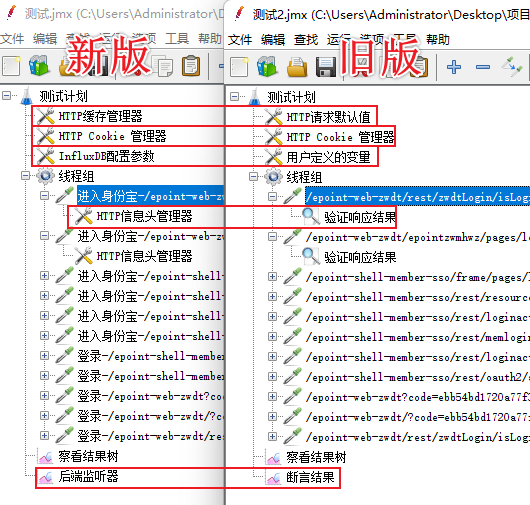 测试.jmx (C:\Users\Administrator\Desktop
文件 编辑 查找
新版
测试计划
HTTP缓存管理器
HTTP Cookie 管理器
InfluxDB配置参数
线程组
进入身份宝-/epoint-web-z
HTTP信息头管理器
进入身份宝-/epoint-web-z
HTTP信息头管理器
进入身份宝-/epoint-shel
进入身份宝-/epoint-shel
进入身份宝-/epoint-shel
进入身份宝-/epoint-shel
登录-/epoint-shell-membe
登录-/epoint-shell-membe
登录-/epoint-web-zwdt?co
登录-/epoint-web-zwdt/?c
登录-/epoint-web-zwdt/re
察看结果树
后端监听器
测试2.jmx (C:\Users\Administrator\Desktop\项目
文件 编辑 查找 运行 选项 工具 帮助
旧版
测试计划
HTTP请求默认值
HTTP Cookie 管理器
用户定义的变量
线程组
/epoint-web-zwdt/rest/zwdtLogin/isLog
验证响应结果
/epoint-web-zwdt/epointzwmhwz/pages/l
验证响应结果
/epoint-shell-member-sso/frame/pages/
/epoint-shell-member-sso/rest/resourc
/epoint-shell-member-sso/rest/loginac
/epoint-shell-member-sso/rest/memlogi
/epoint-shell-member-sso/rest/loginac
/epoint-shell-member-sso/rest/oauth2/
/epoint-web-zwdt?code=ebb54bd1720a77f
/epoint-web-zwdt/?code=ebb54bd1720a77
/epoint-web-zwdt/rest/zwdtLogin/isLog
察看结果树
断言结果